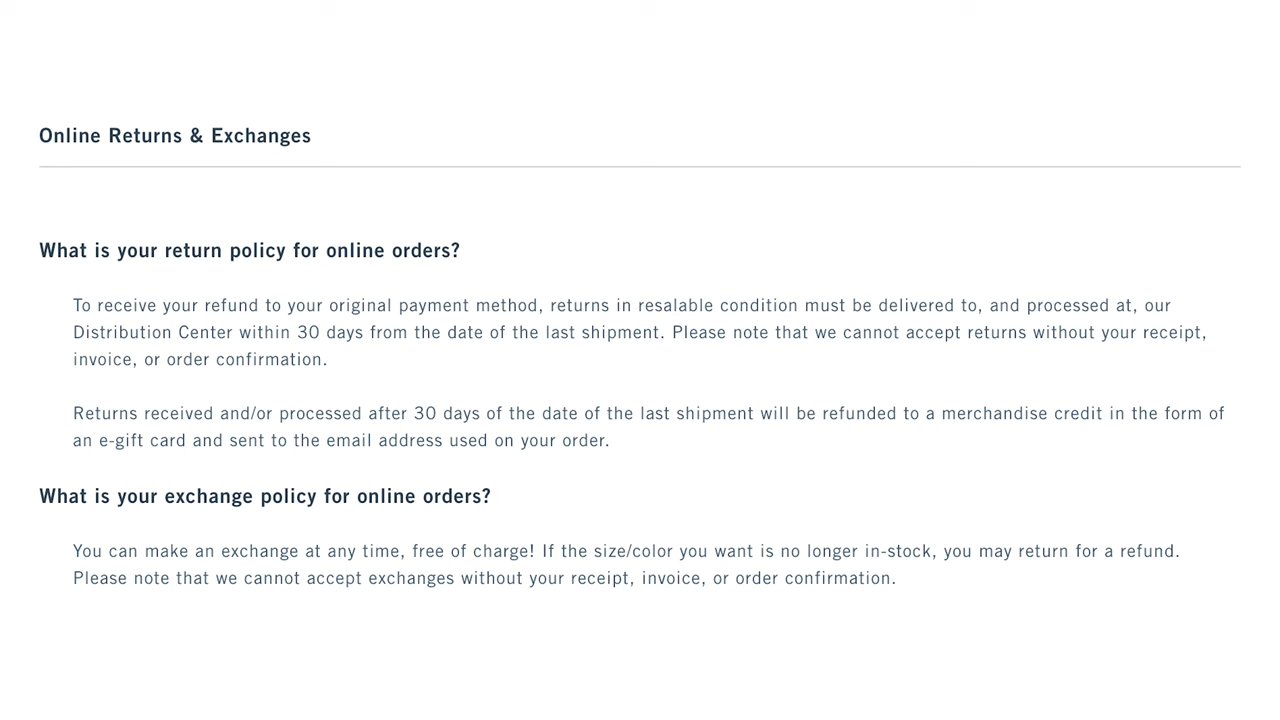 Online Returns & Exchanges
What is your return policy for online orders?
To receive your refund to your original payment method, returns in resalable condition must be delivered to, and processed at, our
Distribution Center within 30 days from the date of the last shipment. Please note that we cannot accept returns without your receipt,
invoice, or order confirmation.
Returns received and/or processed after 30 days of the date of the last shipment will be refunded to a merchandise credit in the form of
an e-gift card and sent to the email address used on your order.
What is your exchange policy for online orders?
You can make an exchange at any time, free of charge! If the size/color you want is no longer in-stock, you may return for a refund.
Please note that we cannot accept exchanges without your receipt, invoice, or order confirmation.